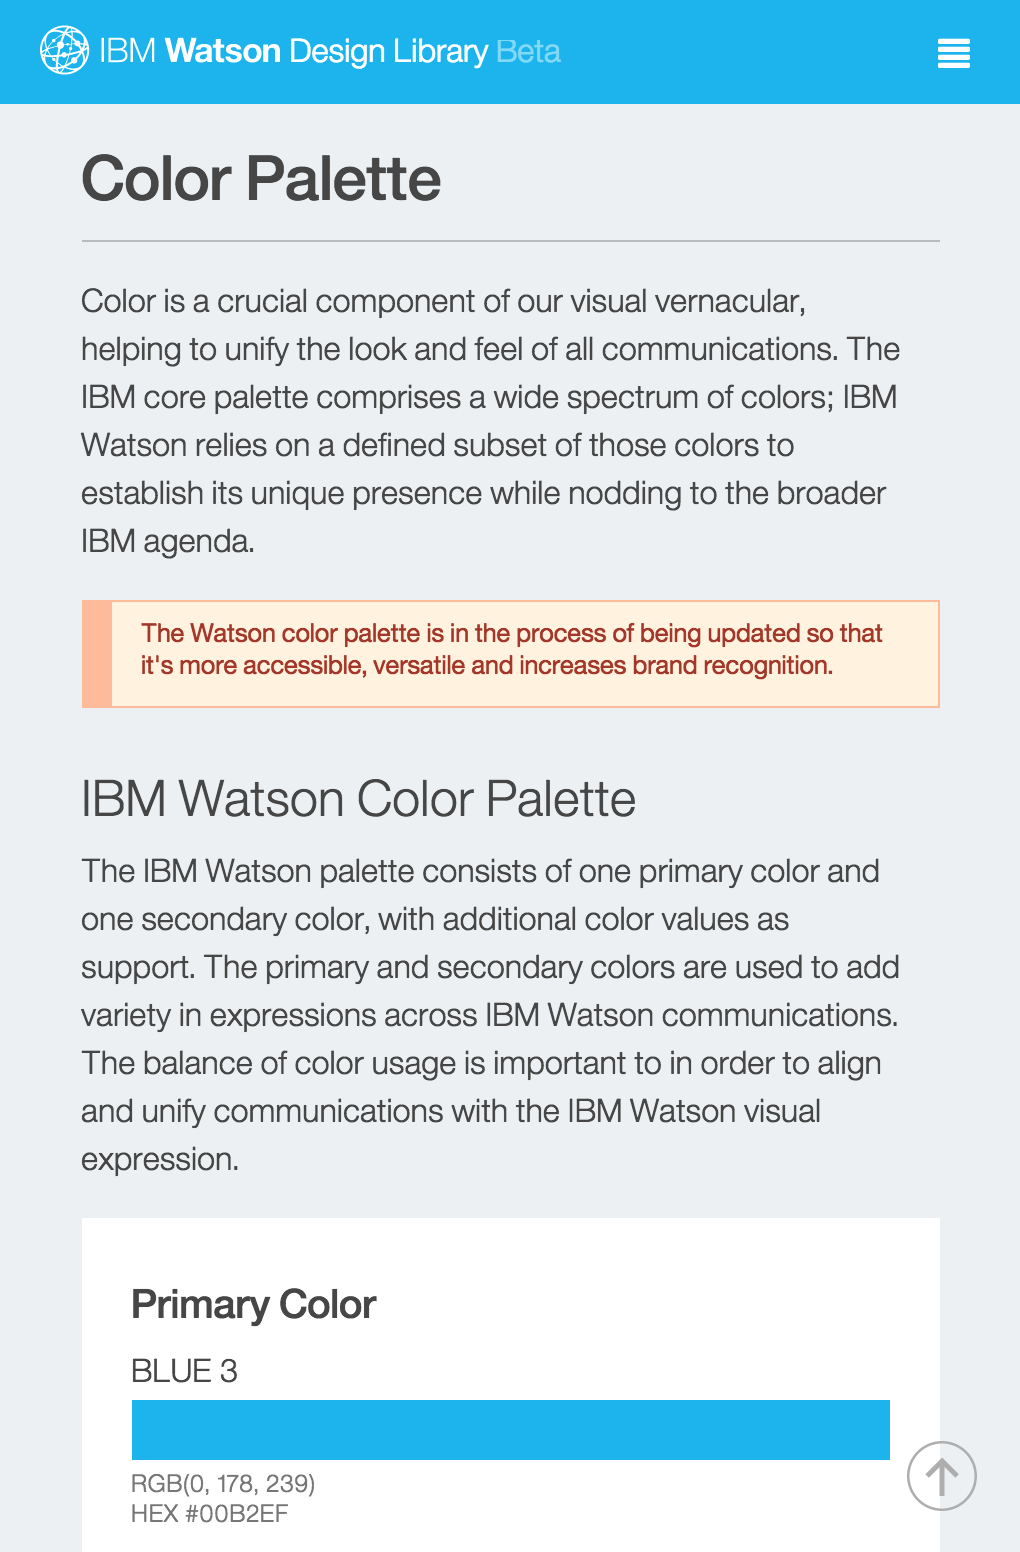 IBM Watson Design Library Beta
Color Palette
Color is a crucial component of our visual vernacular,
helping to unify the look and feel of all communications. The
IBM core palette comprises a wide spectrum of colors; IBM
Watson relies on a defined subset of those colors to
establish its unique presence while nodding to the broader
IBM agenda.
The Watson color palette is in the process of being updated so that
it's more accessible, versatile and increases brand recognition.
IBM Watson Color Palette
The IBM Watson palette consists of one primary color and
one secondary color, with additional color values as
support. The primary and secondary colors are used to add
variety in expressions across IBM Watson communications.
The balance of color usage is important to in order to align
and unify communications with the IBM Watson visual
expression.
Primary Color
BLUE 3
RGB(0, 178, 239)
HEX #00B2EF